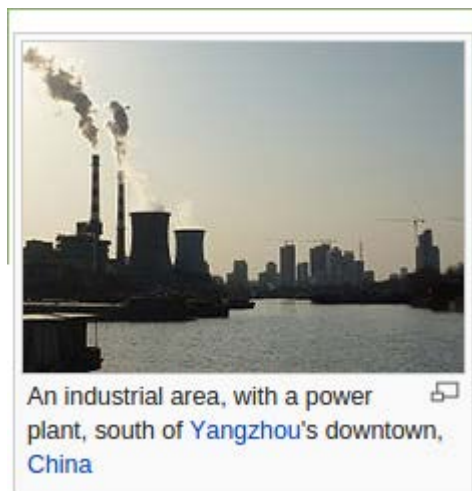 An industrial area, with a power
plant, south of Yangzhou's downtown,
China